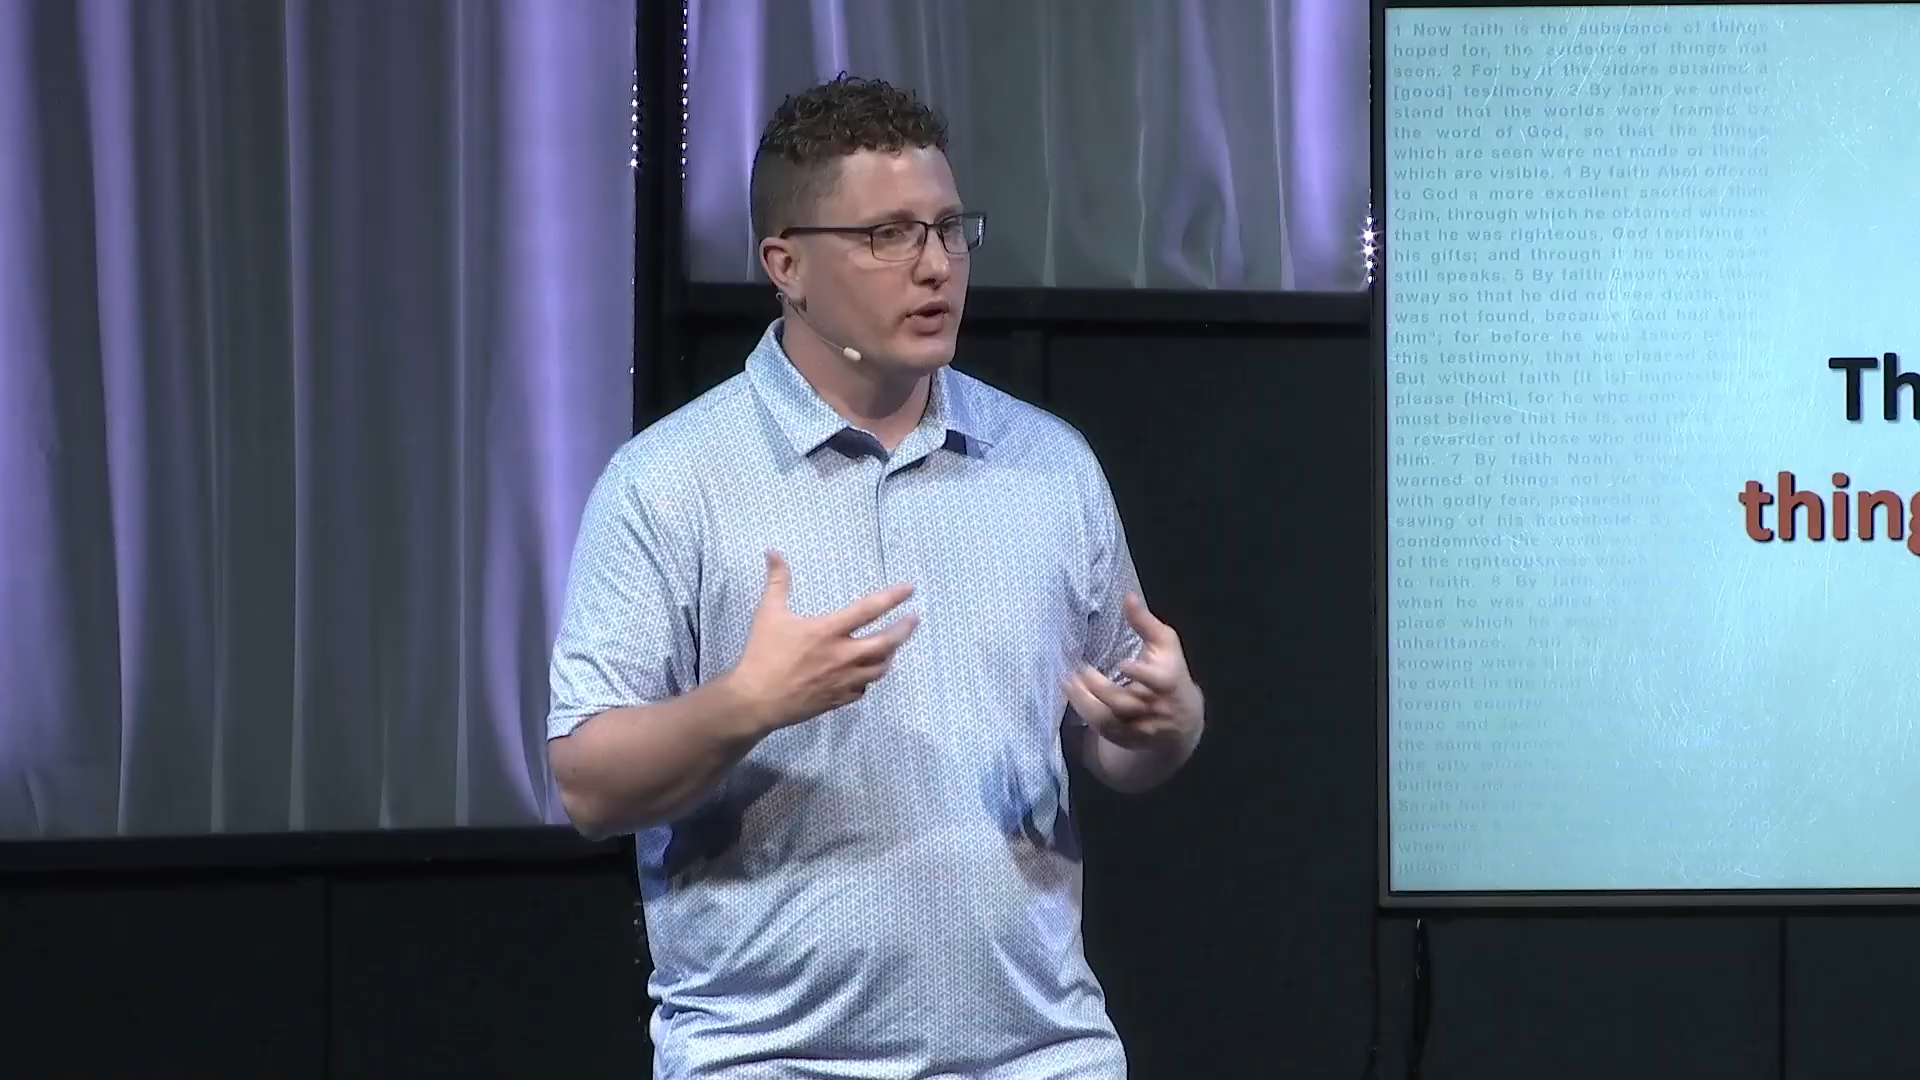 1 Now faith is the substance of things
hoped for, the evidence of things not
seen. 2 For by it the elders obtained a
[good] testimony. 3 By faith we under-
stand that the worlds were framed by
the word of God, so that the things
which are seen were not made of things
which are visible. 4 By faith Abel offered
to God a more excellent sacrifice than
Cain, through which he obtained witness
that he was righteous, God testifying of
his gifts; and through it he being dead
still speaks. 5 By faith Enoch was taken
away so that he did not see death,
was not found, because God had
him"; for before he was taken
this testimony, that he pleased
But without faith [it is] impossible
please [Him], for he who
must believe that He is, and
a rewarder of those who
Him. 7 By faith Noah,
warned of things not yet
with godly fear, prepared
saving of his household,
condemned the world
of the righteousness which
to faith. 8 By faith
when he was called
place which he would
inheritance. And
knowing where
he dwelt in the land
foreign country
Isaac and
the same
the city which
builder and
Sarah
conceive
when
judged
Th
thing